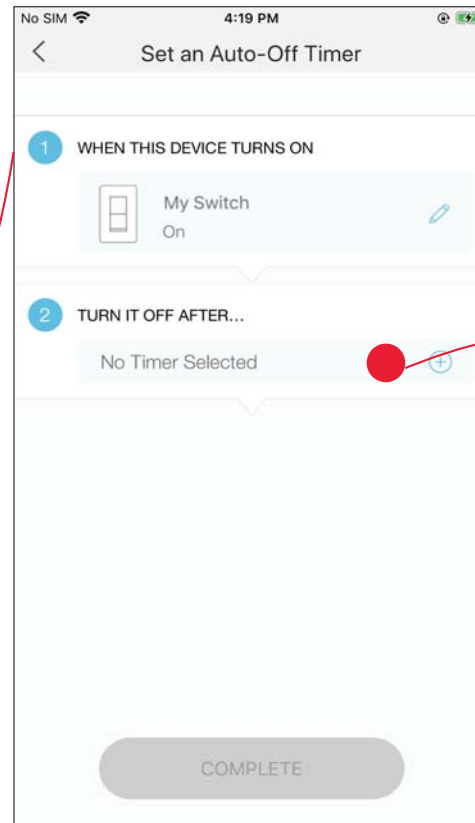 No SIM 4:19 PM
Set an Auto-Off Timer
1 WHEN THIS DEVICE TURNS ON
My Switch
On
2 TURN IT OFF AFTER...
No Timer Selected
COMPLETE